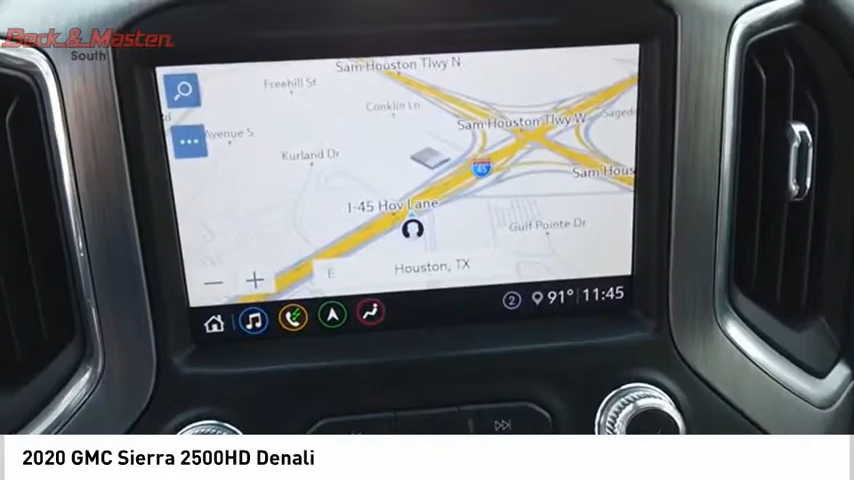 Beck & Masten
South
Sam Houston Tlwy N
Freehill St
Conklin Ln
Avenue S
Sam Houston Tlwy W
Kurland Dr
45
Sam Hous
I-45 Hov Lane
Gulf Pointe Dr
E
Houston, TX
2 91° 11:45
2020 GMC Sierra 2500HD Denali